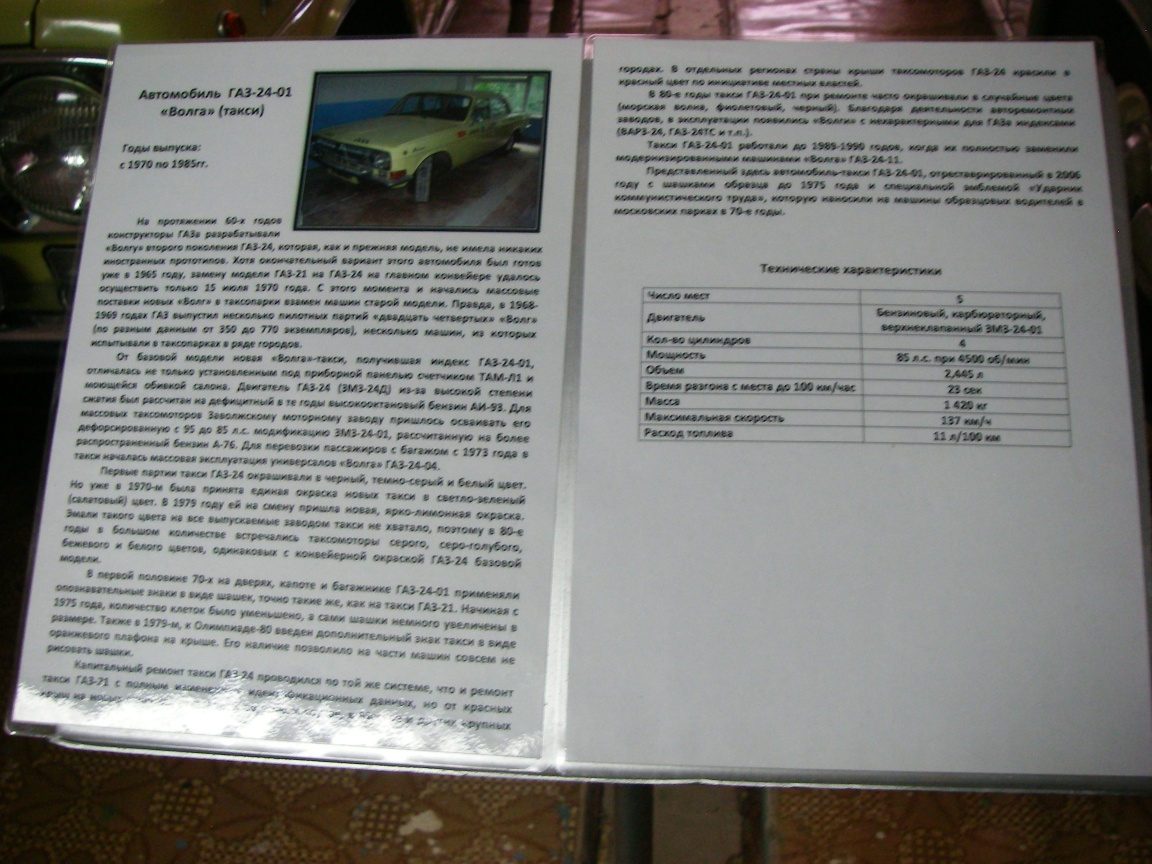 Автомобиль ГАЗ-24-01
«Волга» (такси)
Годы выпуска:
с 1970 по 1985гг.
На протяжении 60-х годов
конструкторы ГАЗа разрабатывали
«Волгу» второго поколения ГАЗ-24, которая, как и прежняя модель, не имела никаких
иностранных прототипов. Хотя окончательный вариант этого автомобиля был готов
уже в 1965 году, замену модели ГАЗ-21 на ГАЗ-24 на главном конвейере удалось
осуществить только 15 июля 1970 года. С этого момента и начались массовые
поставки новых «Волг» в таксопарки взамен машин старой модели. Правда, в 1968-
1969 годах ГАЗ выпустил несколько пилотных партий «двадцать четвертых» «Волг»
(по разным данным от 350 до 770 экземпляров), несколько машин, из которых
испытывали в таксопарках в ряде городов.
От базовой модели новая «Волга»-такси, получившая индекс ГАЗ-24-01,
отличалась не только установленным под приборной панелью счетчиком ТАМ-Л1 и
моющейся обивкой салона. Двигатель ГАЗ-24 (ЗМЗ-24Д) из-за высокой степени
сжатия был рассчитан на дефицитный в те годы высокооктановый бензин АИ-93. Для
массовых таксомоторов Заволжскому моторному заводу пришлось осваивать его
дефорсированную с 95 до 85 л.с. модификацию ЗМЗ-24-01, рассчитанную на более
распространенный бензин А-76. Для перевозки пассажиров с багажом с 1973 года в
такси началась массовая эксплуатация универсалов «Волга» ГАЗ-24-04.
Первые партии такси ГАЗ-24 окрашивали в черный, темно-серый и белый цвет.
Но уже в 1970-м была принята единая окраска новых такси в светло-зеленый
(салатовый) цвет. В 1979 году ей на смену пришла новая, ярко-лимонная окраска.
Эмали такого цвета на все выпускаемые заводом такси не хватало, поэтому в 80-е
годы в большом количестве встречались таксомоторы серого, серо-голубого,
бежевого и белого цветов, одинаковых с конвейерной окраской ГАЗ-24 базовой
модели.
В первой половине 70-х на дверях, капоте и багажнике ГАЗ-24-01 применяли
опознавательные знаки в виде шашек, точно такие же, как на такси ГАЗ-21. Начиная с
1975 года, количество клеток было уменьшено, а сами шашки немного увеличены в
размере. Также в 1979-м, к Олимпиаде-80 введен дополнительный знак такси в виде
оранжевого плафона на крыше. Его наличие позволило на части машин совсем не
рисовать шашки.
Капитальный ремонт такси ГАЗ-24 проводился по той же системе, что и ремонт
такси ГАЗ-21 с полным идентификационных данных, но от красных
крыш на и других крупных
городах. В отдельных регионах страны крыши таксомоторов ГАЗ-24 красили в
красный цвет по инициативе местных властей.
В 80-е годы такси ГАЗ-24-01 при ремонте часто окрашивали в случайные цвета
(морская волна, фиолетовый, черный). Благодаря деятельности авторемонтных
заводов, в эксплуатации появились «Волги» с нехарактерными для ГАЗа индексами
(ВАРЗ-24, ГАЗ-24ТС и т.п.).
Такси ГАЗ-24-01 работали до 1989-1990 годов, когда их полностью заменили
модернизированными машинами «Волга» ГАЗ-24-11.
Представленный здесь автомобиль-такси ГАЗ-24-01, отреставрированный в 2006
году с шашками образца до 1975 года и специальной эмблемой «Ударник
коммунистического труда», которую наносили на машины образцовых водителей в
московских парках в 70-е годы.
Технические характеристики
Число мест 5
Двигатель Бензиновый, карбюраторный,
верхнеклапанный ЗМЗ-24-01
Кол-во цилиндров 4
Мощность 85 л.с. при 4500 об/мин
Объем 2,445 л
Время разгона с места до 100 км/час 23 сек
Масса 1 420 кг
Максимальная скорость 137 км/ч
Расход топлива 11 л/100 км